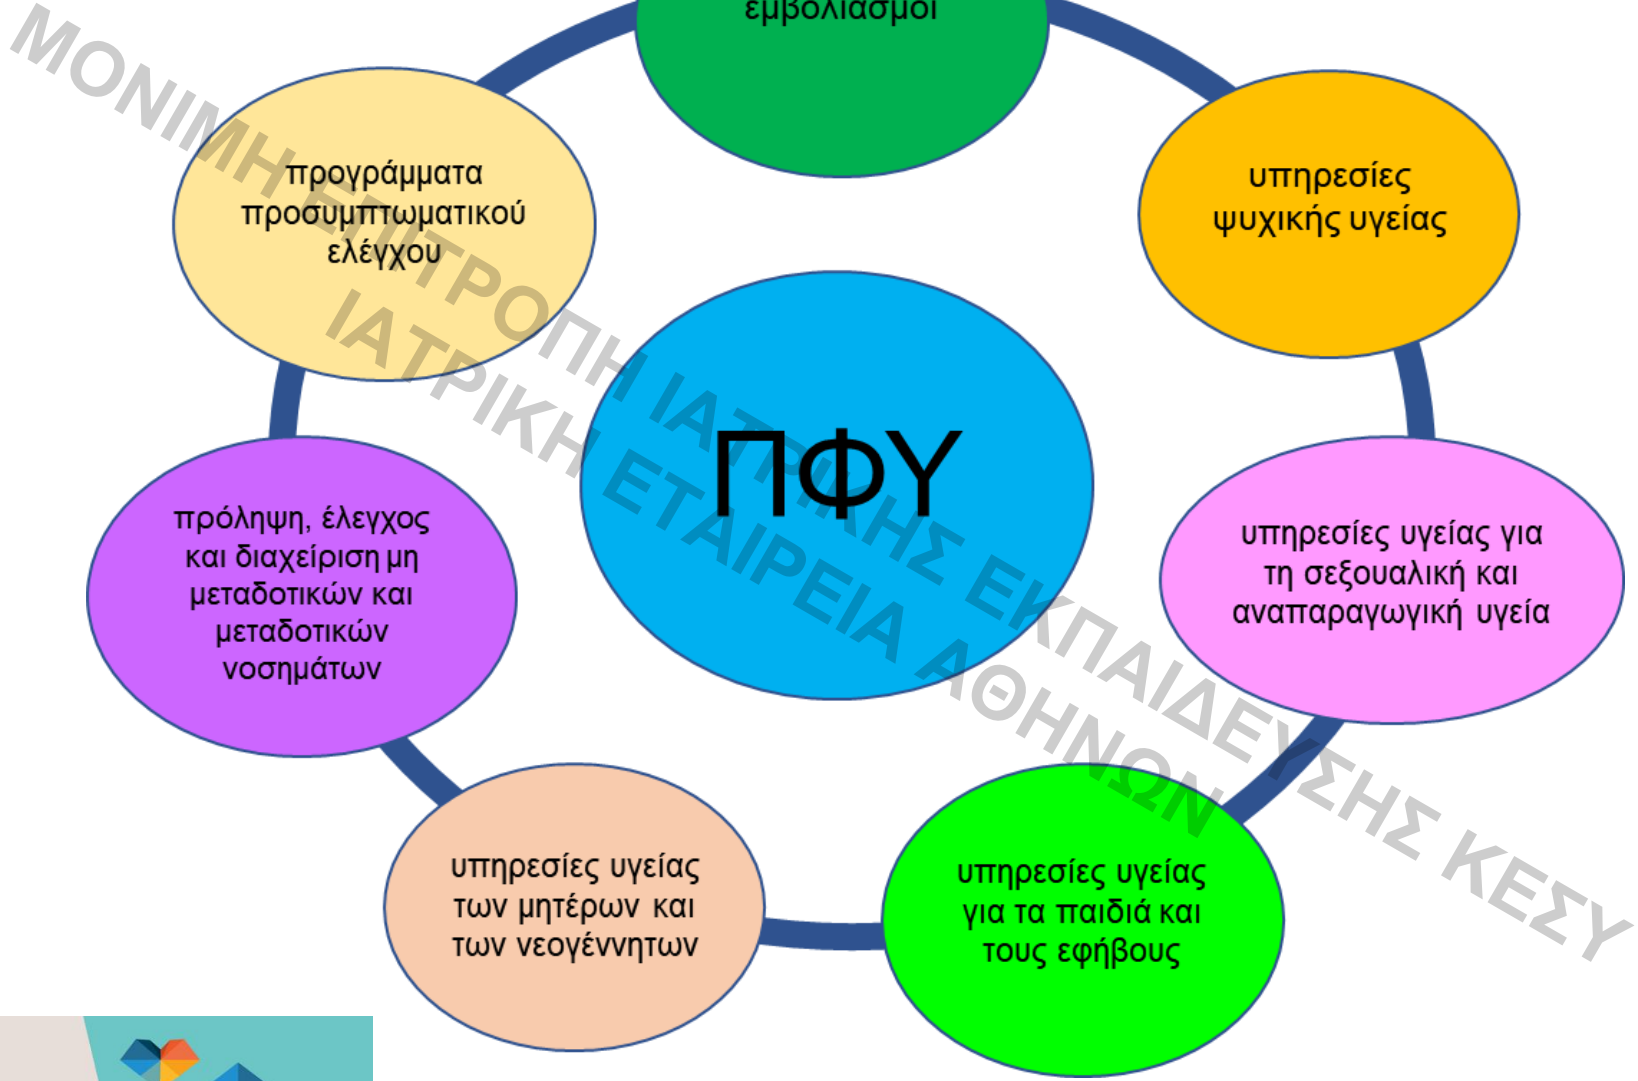 εμβολιασμοί
υπηρεσίες
ψυχικής υγείας
υπηρεσίες υγείας για
τη σεξουαλική και
αναπαραγωγική υγεία
υπηρεσίες υγείας
για τα παιδιά και
τους εφήβους
υπηρεσίες υγείας
των μητέρων και
των νεογέννητων
πρόληψη, έλεγχος
και διαχείριση μη
μεταδοτικών και
μεταδοτικών
νοσημάτων
προγράμματα
προσυμπτωματικού
ελέγχου
ΠΦΥ
ΜΟΝΙΜΗ ΕΠΙΤΡΟΠΗ ΙΑΤΡΙΚΗΣ ΕΚΠΑΙΔΕΥΣΗΣ ΚΕΣΥ
ΙΑΤΡΙΚΗ ΕΤΑΙΡΕΙΑ ΑΘΗΝΩΝ